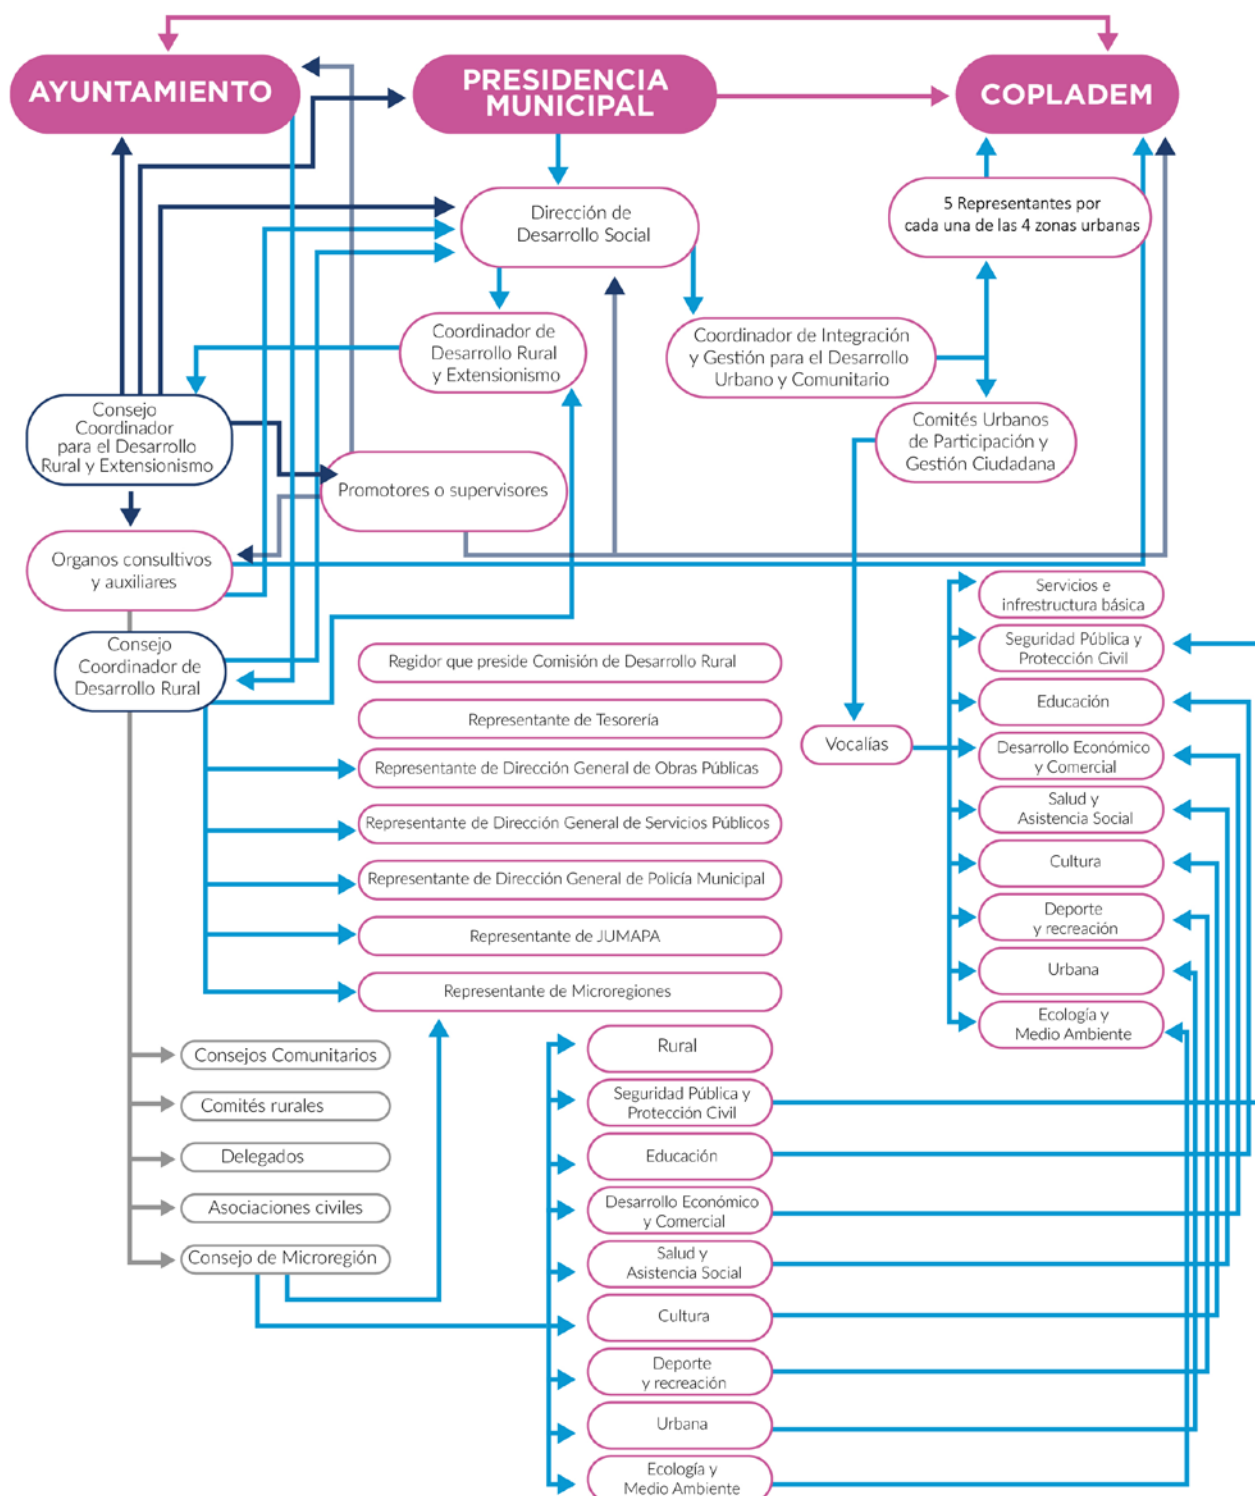 AYUNTAMIENTO
PRESIDENCIA
MUNICIPAL
COPLADEM
Dirección de
Desarrollo Social
5 Representantes por
cada una de las 4 zonas urbanas
Coordinador de
Desarrollo Rural
y Extensionismo
Coordinador de Integración
y Gestión para el Desarrollo
Urbano y Comunitario
Consejo
Coordinador
para el Desarrollo
Rural y Extensionismo
Comités Urbanos
de Participación y
Gestión Ciudadana
Promotores o supervisores
Organos consultivos
y auxiliares
Consejo
Coordinador de
Desarrollo Rural
Regidor que preside Comisión de Desarrollo Rural
Representante de Tesorería
Representante de Dirección General de Obras Públicas
Representante de Dirección General de Servicios Públicos
Representante de Dirección General de Policía Municipal
Representante de JUMAPA
Representante de Microregiones
Vocalías
Servicios e
infrestructura básica
Seguridad Pública y
Protección Civil
Educación
Desarrollo Económico
y Comercial
Salud y
Asistencia Social
Cultura
Deporte
y recreación
Urbana
Ecología y
Medio Ambiente
Consejos Comunitarios
Comités rurales
Delegados
Asociaciones civiles
Consejo de Microregión
Rural
Seguridad Pública y
Protección Civil
Educación
Desarrollo Económico
y Comercial
Salud y
Asistencia Social
Cultura
Deporte
y recreación
Urbana
Ecología y
Medio Ambiente